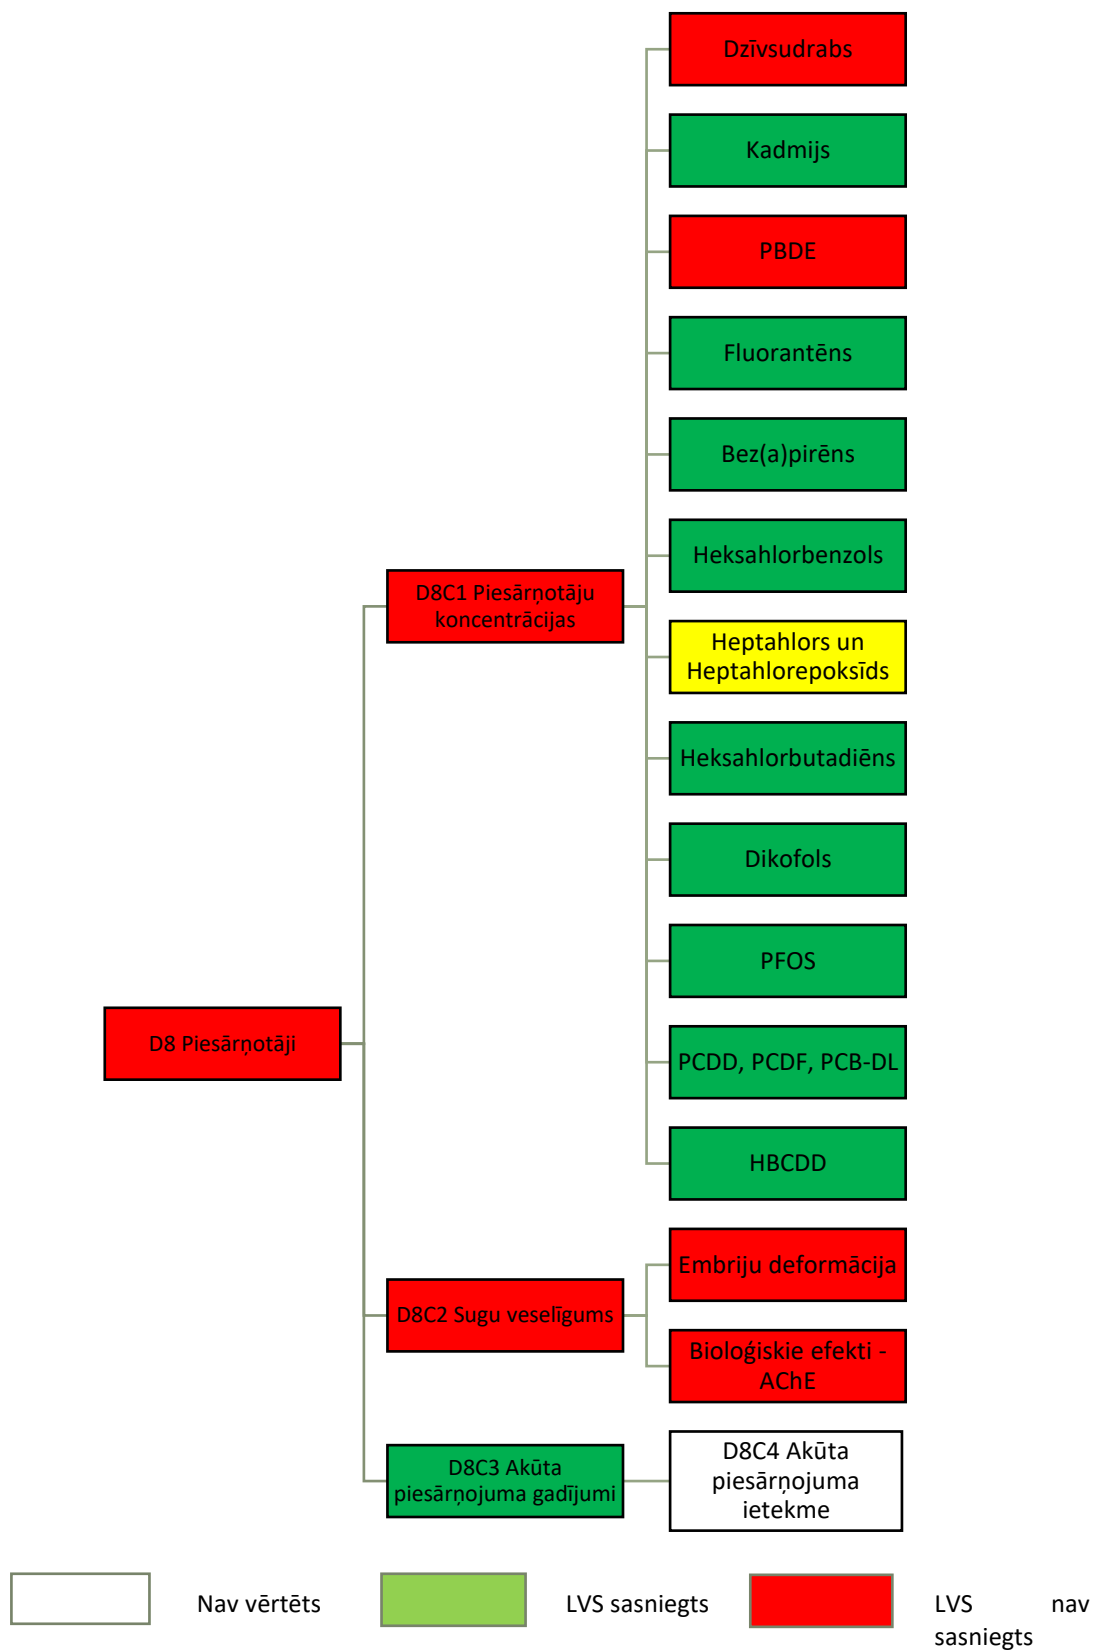 Dzīvsudrabs
Kadmijs
PBDE
Fluorantēns
Bez(a)pirēns
Heksahlorbenzols
D8C1 Piesārņotāju
koncentrācijas
Heptahlors un
Heptahlorepoksīds
Heksahlorbutadiēns
Dikofols
PFOS
D8 Piesārņotāji
PCDD, PCDF, PCB-DL
HBCDD
Embriju deformācija
D8C2 Sugu veselīgums
Bioloģiskie efekti -
AChE
D8C3 Akūta
piesārņojuma gadījumi
D8C4 Akūta
piesārņojuma
ietekme
Nav vērtēts
LVS sasniegts
LVS nav
sasniegts